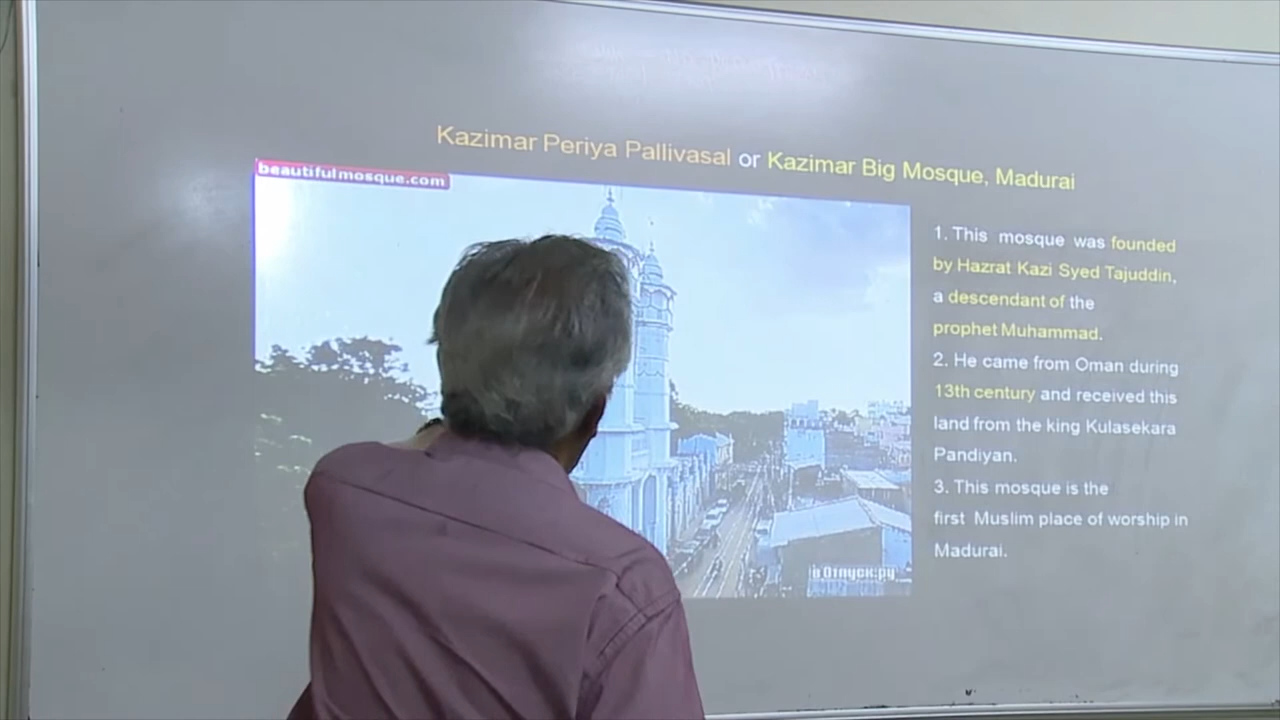 Kazimar Periya Pallivasal or Kazimar Big Mosque, Madurai
beautifulmosque.com
1. This mosque was founded
by Hazrat Kazi Syed Tajuddin,
a descendant of the
prophet Muhammad.
2. He came from Oman during
13th century and received this
land from the king Kulasekara
Pandiyan.
3. This mosque is the
first Muslim place of worship in
Madurai.
в Отпуск.ру